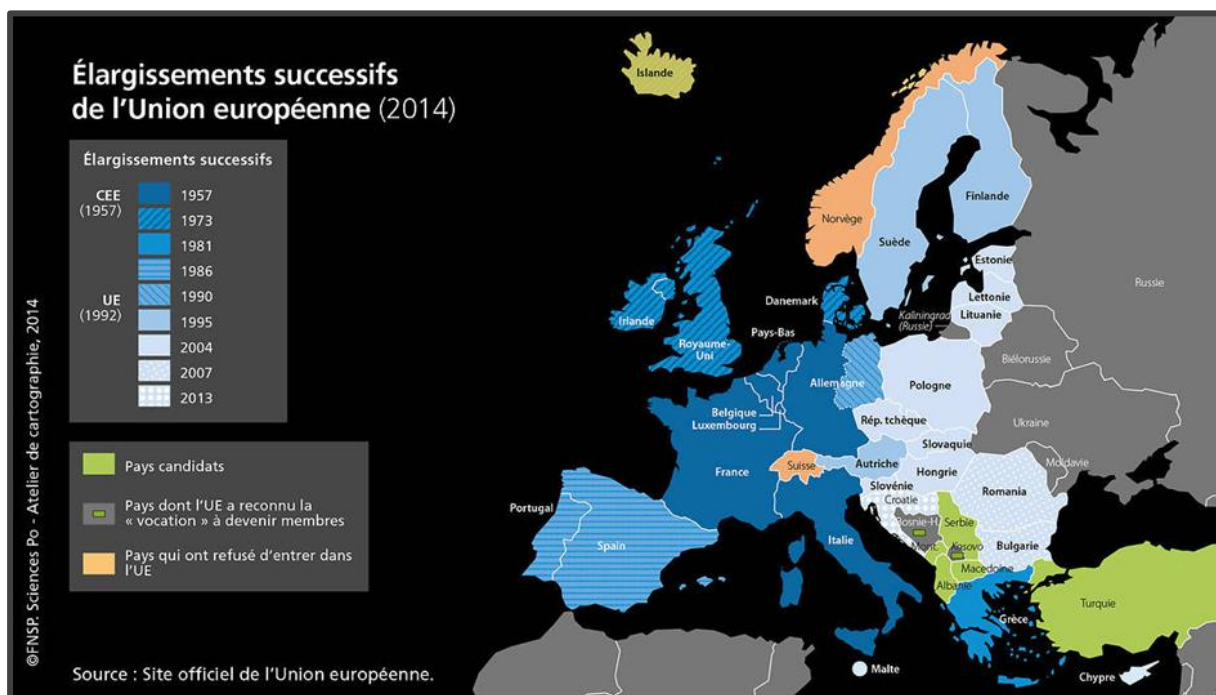 Élargissements successifs
de l'Union européenne (2014)
Élargissements successifs
CEE
(1957)
1957
1973
1981
1986
UE
(1992)
1990
1995
2004
2007
2013
Pays candidats
Pays dont l'UE a reconnu la
« vocation » à devenir membres
Pays qui ont refusé d'entrer dans
l'UE
Source : Site officiel de l'Union européenne.
©FNSP. Sciences Po - Atelier de cartographie, 2014
Islande
Norvège
Suède
Finlande
Estonie
Lettonie
Lituanie
Kaliningrad
(Russie)
Russie
Biélorussie
Ukraine
Moldavie
Danemark
Pays-Bas
Irlande
Royaume-
Uni
Allemagne
Pologne
Belgique
Luxembourg
Rép. tchèque
Slovaquie
France
Suisse
Autriche
Hongrie
Slovénie
Croatie
Romania
Portugal
Spain
Italie
Bosnie-H.
Serbie
Mont.
Kosovo
Bulgarie
Macedoine
Albanie
Grèce
Turquie
Malte
Chypre